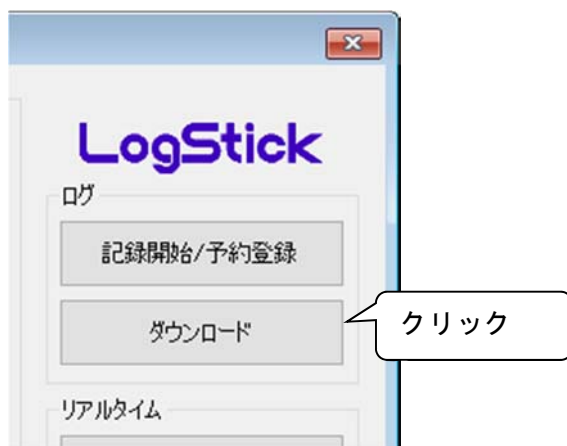 LogStick
ログ
記録開始/予約登録
ダウンロード
クリック
リアルタイム